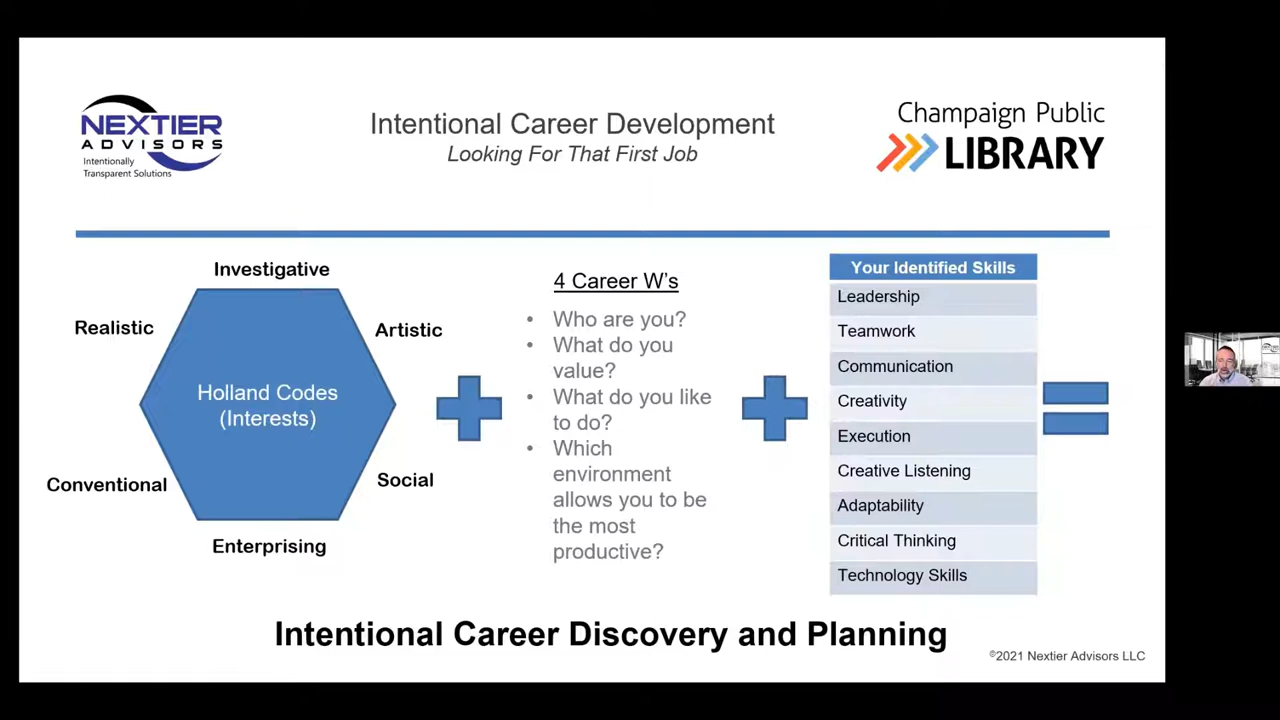 NEXTIER
ADVISORS
Intentionally
Transparent Solutions
Intentional Career Development
Looking For That First Job
Champaign Public
LIBRARY
Investigative
Realistic
Artistic
Holland Codes
(Interests)
Conventional
Social
Enterprising
4 Career W's
• Who are you?
• What do you
value?
• What do you like
to do?
• Which
environment
allows you to be
the most
productive?
Your Identified Skills
Leadership
Teamwork
Communication
Creativity
Execution
Creative Listening
Adaptability
Critical Thinking
Technology Skills
Intentional Career Discovery and Planning
©2021 Nextier Advisors LLC